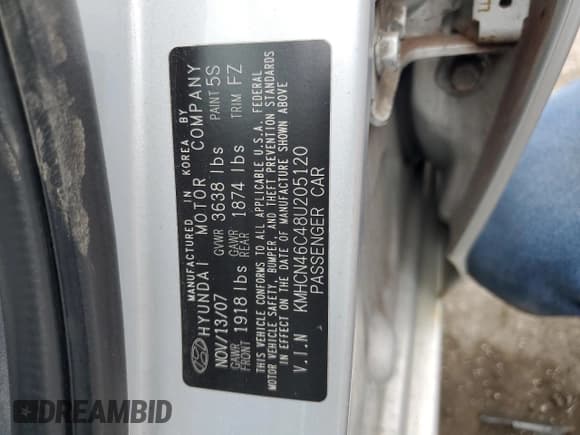 MANUFACTURED IN KOREA BY
HYUNDAI MOTOR COMPANY
NOV/13/07 GVWR 3638 lbs PAINT 5S
GAWR FRONT 1918 lbs GAWR REAR 1874 lbs TRIM FZ
THIS VEHICLE CONFORMS TO ALL APPLICABLE U.S.A. FEDERAL
MOTOR VEHICLE SAFETY, BUMPER, AND THEFT PREVENTION STANDARDS
IN EFFECT ON THE DATE OF MANUFACTURE SHOWN ABOVE
V.I.N KMHCN46C48U205120
PASSENGER CAR
DREAMBID